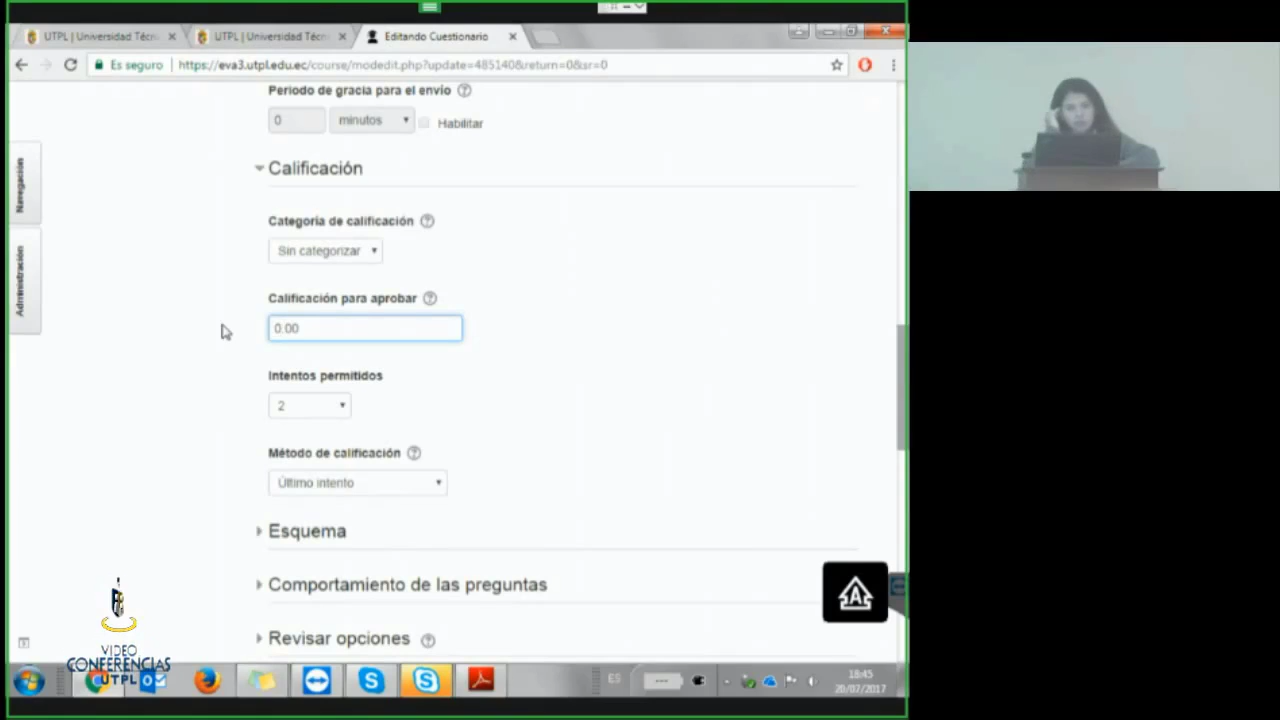 UTPL | Universidad Técni
UTPL | Universidad Técni
Editando Cuestionario
Es seguro
https://eva3.utpl.edu.ec/course/modedit.php?update=485140&return=0&sr=0
Periodo de gracia para el envío
0
minutos
Habilitar
Navegación
Administración
Calificación
Categoría de calificación
Sin categorizar
Calificación para aprobar
0.00
Intentos permitidos
2
Método de calificación
Último intento
Esquema
Comportamiento de las preguntas
Revisar opciones
A
VIDEO
CONFERENCIAS
UTPL
ES
18:45
20/07/2017